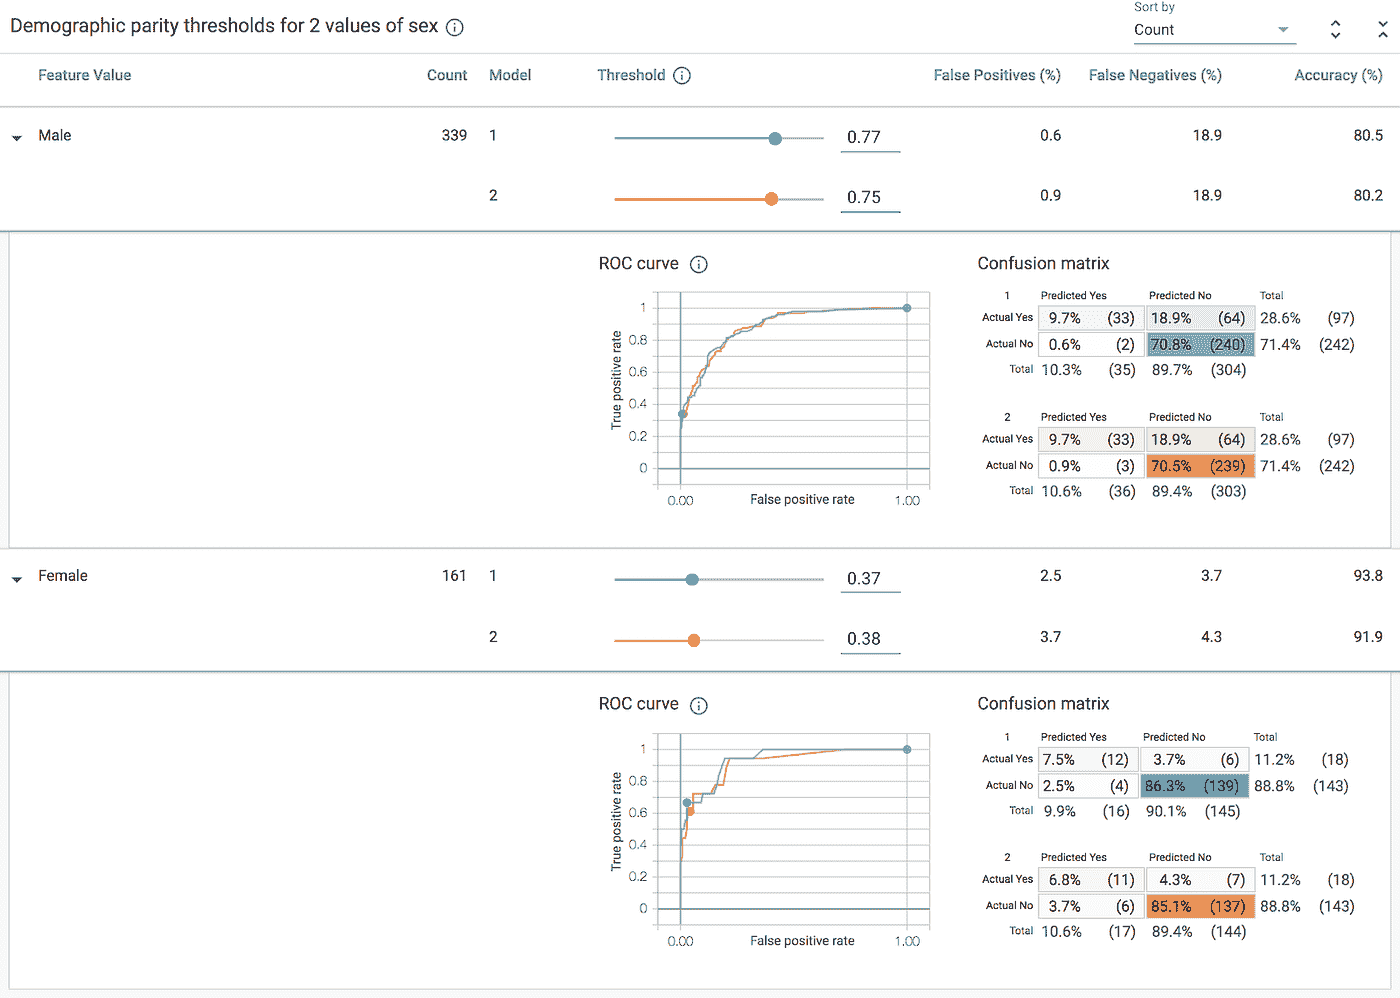 Sort by
Demographic parity thresholds for 2 values of sex
Count
Feature Value Count Model Threshold False Positives (%) False Negatives (%) Accuracy (%)
Male 339 1 0.77 0.6 18.9 80.5
2 0.75 0.9 18.9 80.2
ROC curve
1
0.8
0.6
0.4
0.2
0
True positive rate
0.00 False positive rate 1.00
Confusion matrix
1 Predicted Yes Predicted No Total
Actual Yes 9.7% (33) 18.9% (64) 28.6% (97)
Actual No 0.6% (2) 70.8% (240) 71.4% (242)
Total 10.3% (35) 89.7% (304)
2 Predicted Yes Predicted No Total
Actual Yes 9.7% (33) 18.9% (64) 28.6% (97)
Actual No 0.9% (3) 70.5% (239) 71.4% (242)
Total 10.6% (36) 89.4% (303)
Female 161 1 0.37 2.5 3.7 93.8
2 0.38 3.7 4.3 91.9
ROC curve
1
0.8
0.6
0.4
0.2
0
True positive rate
0.00 False positive rate 1.00
Confusion matrix
1 Predicted Yes Predicted No Total
Actual Yes 7.5% (12) 3.7% (6) 11.2% (18)
Actual No 2.5% (4) 86.3% (139) 88.8% (143)
Total 9.9% (16) 90.1% (145)
2 Predicted Yes Predicted No Total
Actual Yes 6.8% (11) 4.3% (7) 11.2% (18)
Actual No 3.7% (6) 85.1% (137) 88.8% (143)
Total 10.6% (17) 89.4% (144)